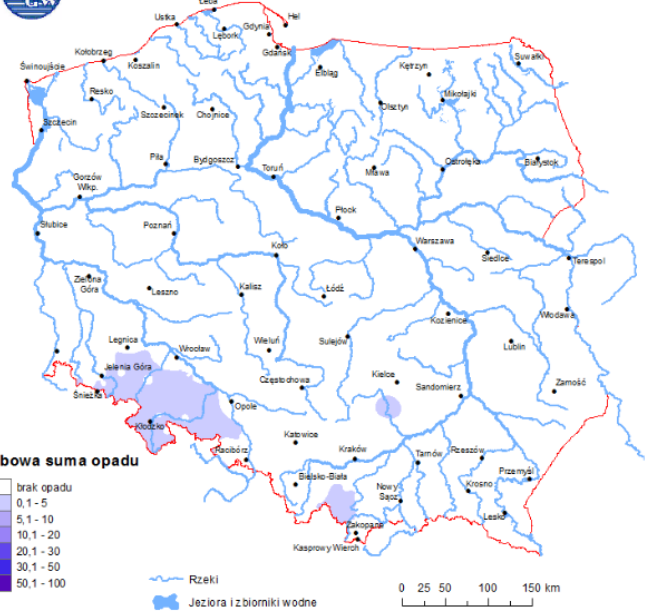 Łeba
Hel
Ustka
Gdynia
Lębork
Gdańsk
Kołobrzeg
Koszalin
Świnoujście
Elbląg
Kętrzyn
Suwałki
Resko
Szczecinek
Chojnice
Olsztyn
Mikołajki
Szczecin
Piła
Bydgoszcz
Toruń
Mława
Ostrołęka
Białystok
Gorzów
Wlkp.
Płock
Słubice
Poznań
Koło
Warszawa
Siedlce
Terespol
Zielona
Góra
Leszno
Kalisz
Łódź
Kozienice
Włodawa
Legnica
Wrocław
Wieluń
Sulejów
Lublin
Jelenia Góra
Śnieżka
Częstochowa
Kielce
Sandomierz
Zamość
Kłodzko
Opole
Katowice
Racibórz
Kraków
Tarnów
Rzeszów
Przemyśl
Bielsko-Biała
Nowy
Sącz
Krosno
Lesko
Zakopane
Kasprowy Wierch
bowa suma opadu
brak opadu
0,1 - 5
5,1 - 10
10,1 - 20
20,1 - 30
30,1 - 50
50,1 - 100
Rzeki
Jeziora i zbiorniki wodne
0 25 50 100 150 km